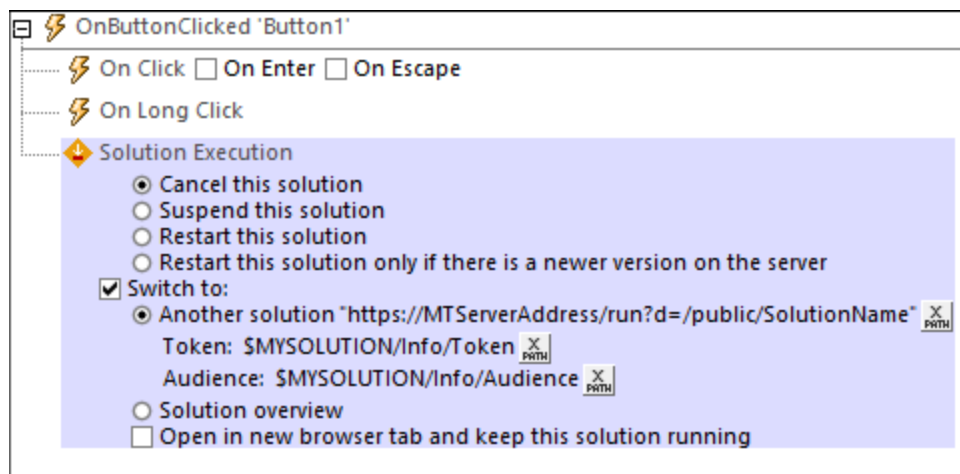 OnButtonClicked 'Button1'
On Click On Enter On Escape
On Long Click
Solution Execution
Cancel this solution
Suspend this solution
Restart this solution
Restart this solution only if there is a newer version on the server
Switch to:
Another solution "https://MTServerAddress/run?d=/public/SolutionName" X PATH
Token: $MYSOLUTION/Info/Token X PATH
Audience: $MYSOLUTION/Info/Audience X PATH
Solution overview
Open in new browser tab and keep this solution running